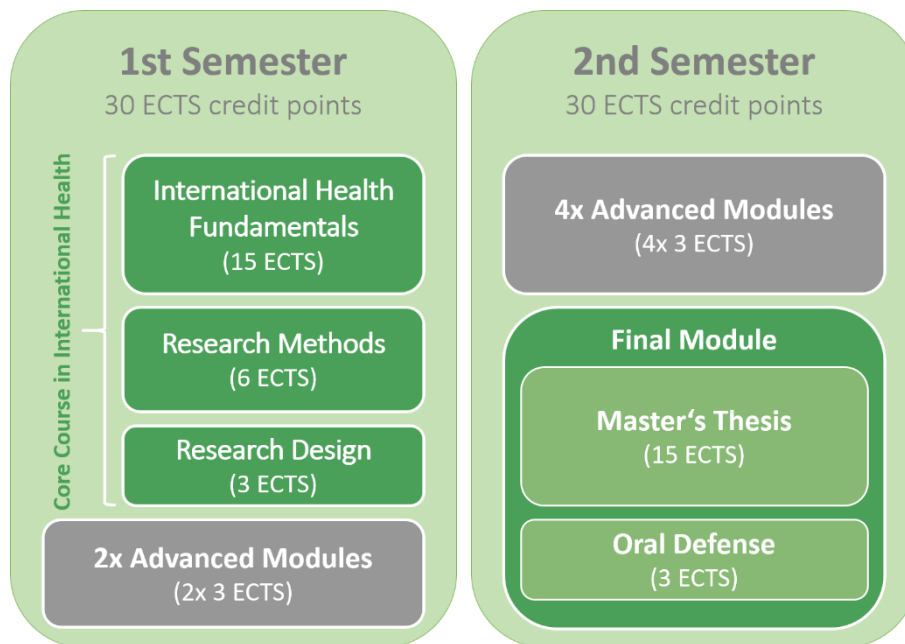 1st Semester
30 ECTS credit points
Core Course in International Health
International Health
Fundamentals
(15 ECTS)
Research Methods
(6 ECTS)
Research Design
(3 ECTS)
2x Advanced Modules
(2x 3 ECTS)
2nd Semester
30 ECTS credit points
4x Advanced Modules
(4x 3 ECTS)
Final Module
Master‘s Thesis
(15 ECTS)
Oral Defense
(3 ECTS)